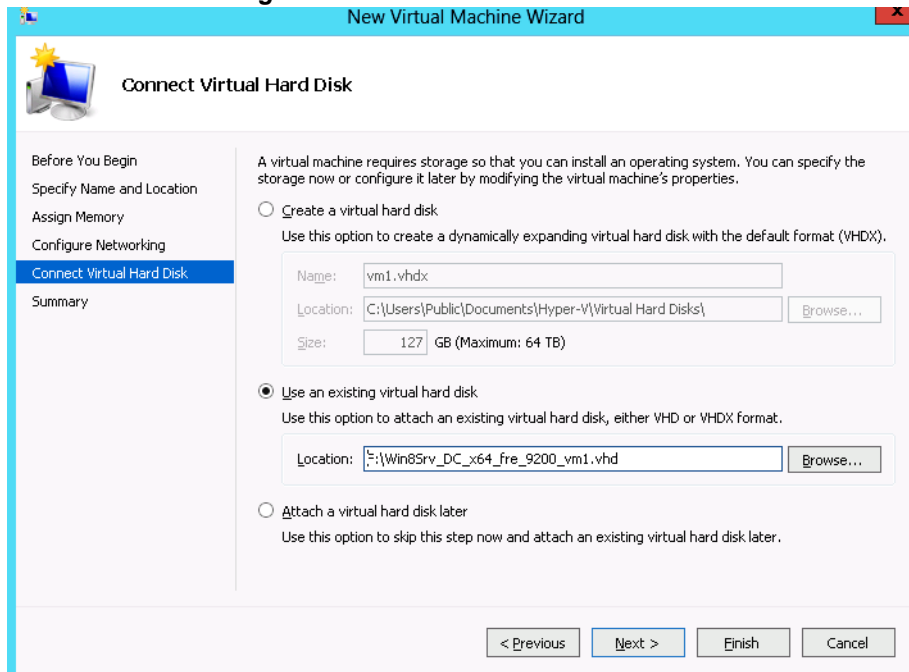 New Virtual Machine Wizard
x
Connect Virtual Hard Disk
Before You Begin
Specify Name and Location
Assign Memory
Configure Networking
Connect Virtual Hard Disk
Summary
A virtual machine requires storage so that you can install an operating system. You can specify the
storage now or configure it later by modifying the virtual machine's properties.
Create a virtual hard disk
Use this option to create a dynamically expanding virtual hard disk with the default format (VHDX).
Name: vm1.vhdx
Location: C:\Users\Public\Documents\Hyper-V\Virtual Hard Disks\ Browse...
Size: 127 GB (Maximum: 64 TB)
Use an existing virtual hard disk
Use this option to attach an existing virtual hard disk, either VHD or VHDX format.
Location: :\Win8Srv_DC_x64_fre_9200_vm1.vhd Browse...
Attach a virtual hard disk later
Use this option to skip this step now and attach an existing virtual hard disk later.
< Previous Next > Finish Cancel